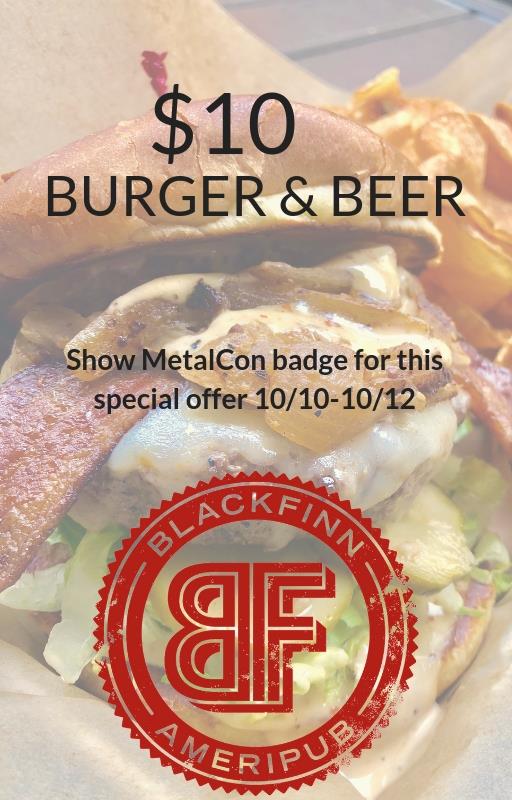 $10
BURGER & BEER
Show MetalCon badge for this
special offer 10/10-10/12
BLACKFINN
BF
AMERIPUB